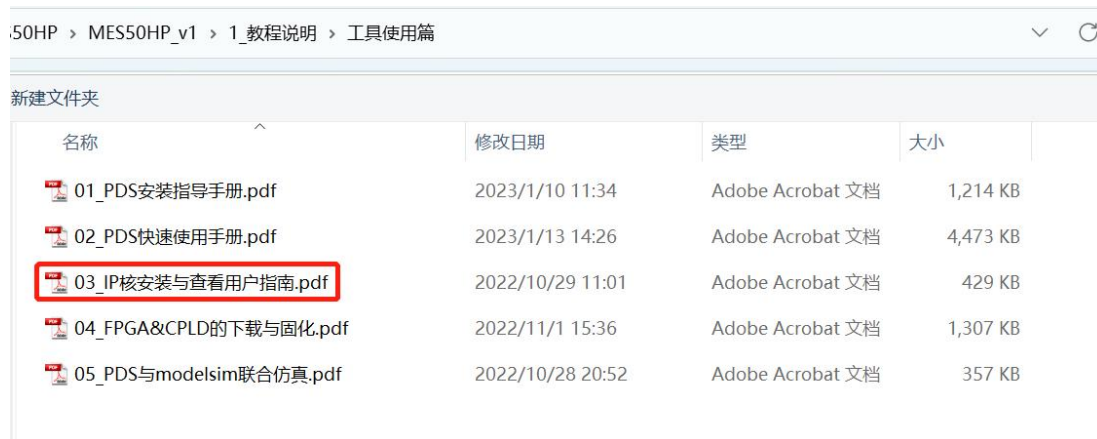 50HP > MES50HP_v1 > 1_教程说明 > 工具使用篇
新建文件夹
名称 修改日期 类型 大小
01_PDS安装指导手册.pdf 2023/1/10 11:34 Adobe Acrobat 文档 1,214 KB
02_PDS快速使用手册.pdf 2023/1/13 14:26 Adobe Acrobat 文档 4,473 KB
03_IP核安装与查看用户指南.pdf 2022/10/29 11:01 Adobe Acrobat 文档 429 KB
04_FPGA&CPLD的下载与固化.pdf 2022/11/1 15:36 Adobe Acrobat 文档 1,307 KB
05_PDS与modelsim联合仿真.pdf 2022/10/28 20:52 Adobe Acrobat 文档 357 KB